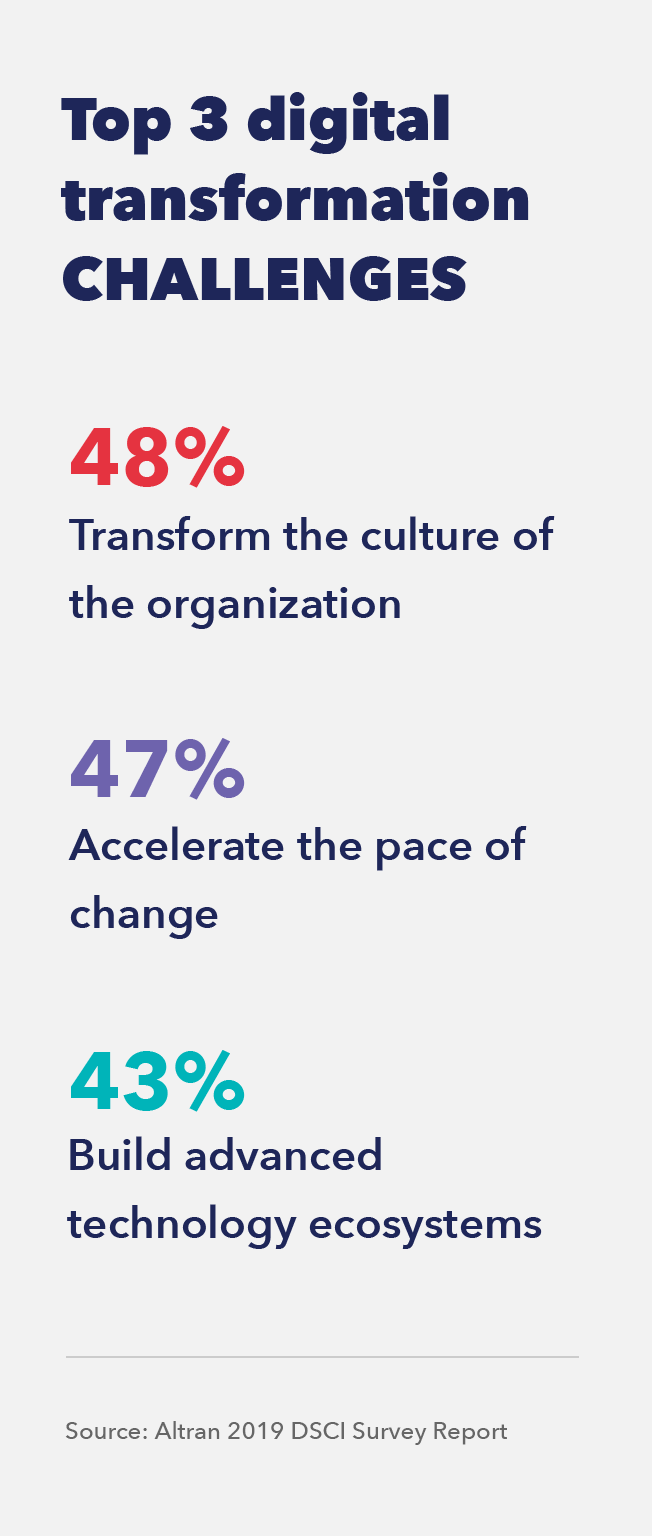 Top 3 digital
transformation
CHALLENGES
48%
Transform the culture of
the organization
47%
Accelerate the pace of
change
43%
Build advanced
technology ecosystems
Source: Altran 2019 DSCI Survey Report